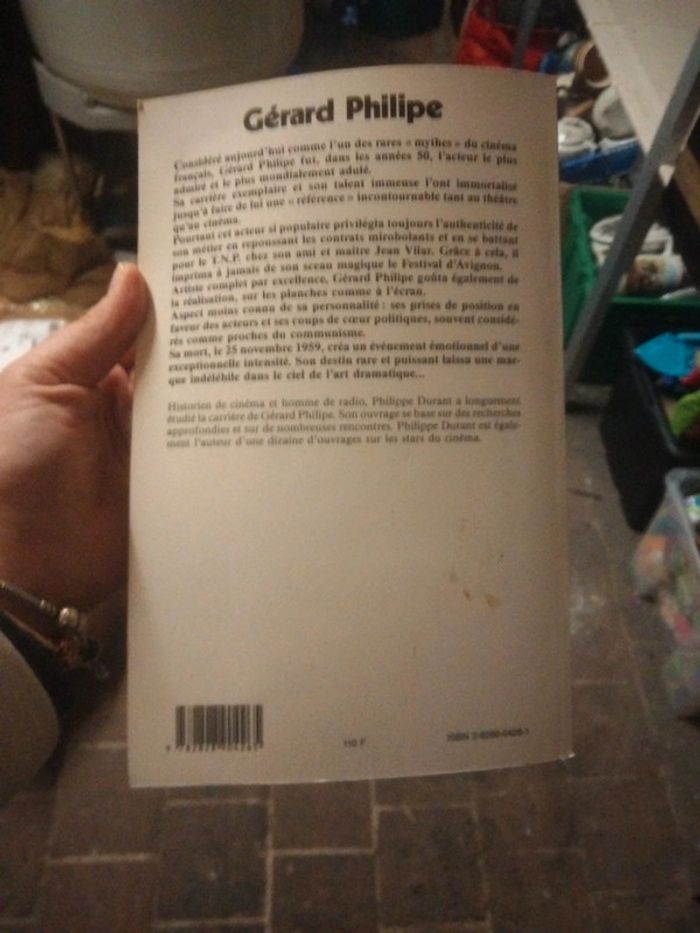 Gérard Philipe
Considéré aujourd'hui comme l'un des rares « mythes » du cinéma
français, Gérard Philipe fut, dans les années 50, l'acteur le plus
admiré et le plus mondialement adulé.
Sa carrière exemplaire et son talent immense l'ont immortalisé
jusqu'à faire de lui une « référence » incontournable tant au théâtre
qu'au cinéma.
Pourtant cet acteur si populaire privilégia toujours l'authenticité de
son métier en repoussant les contrats mirobolants et en se battant
pour le T.N.P. chez son ami et maître Jean Vilar. Grâce à cela, il
imprima à jamais de son sceau magique le Festival d'Avignon.
Artiste complet par excellence, Gérard Philipe goûta également de
la réalisation, sur les planches comme à l'écran.
Aspect moins connu de sa personnalité : ses prises de position en
faveur des acteurs et ses coups de cœur politiques, souvent considé-
rés comme proches du communisme.
Sa mort, le 25 novembre 1959, créa un événement émotionnel d'une
exceptionnelle intensité. Son destin rare et puissant laissa une mar-
que indélébile dans le ciel de l'art dramatique...
Historien de cinéma et homme de radio, Philippe Durant a longuement
étudié la carrière de Gérard Philipe. Son ouvrage se base sur des recherches
approfondies et sur de nombreuses rencontres. Philippe Durant est égale-
ment l'auteur d'une dizaine d'ouvrages sur les stars du cinéma.
110 F
ISBN